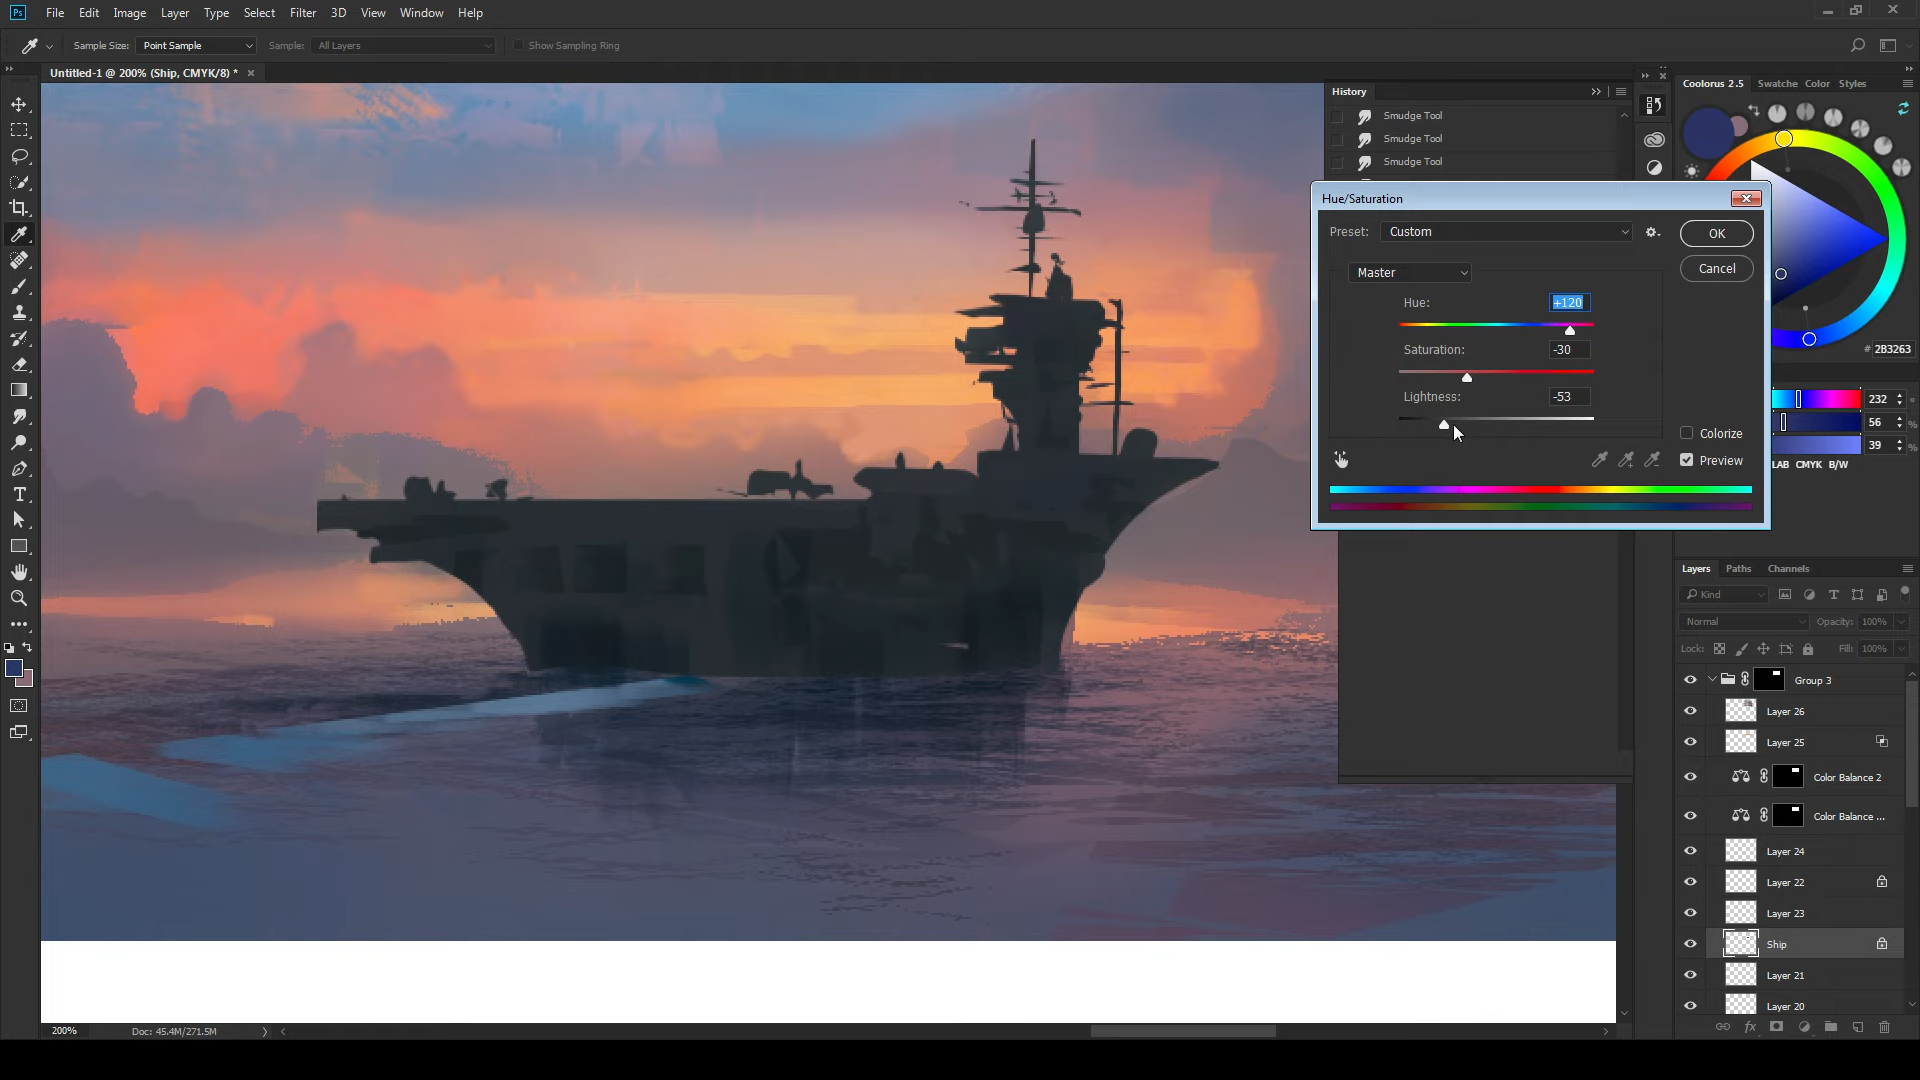 Ps File Edit Image Layer Type Select Filter 3D View Window Help
Sample Size: Point Sample Sample: All Layers Show Sampling Ring
Untitled-1 @ 200% (Ship, CMYK/8) *
History
Smudge Tool
Smudge Tool
Smudge Tool
Coolorus 2.5 Swatche Color Styles
# 2B3263
232 °
56 %
39 %
LAB CMYK B/W
Hue/Saturation
Preset: Custom
OK
Cancel
Master
Hue: +120
Saturation: -30
Lightness: -53
Colorize
Preview
Layers Paths Channels
Kind
Normal Opacity: 100%
Lock: Fill: 100%
Group 3
Layer 26
Layer 25
Color Balance 2
Color Balance ...
Layer 24
Layer 22
Layer 23
Ship
Layer 21
Layer 20
fx
200% Doc: 45.4M/271.5M